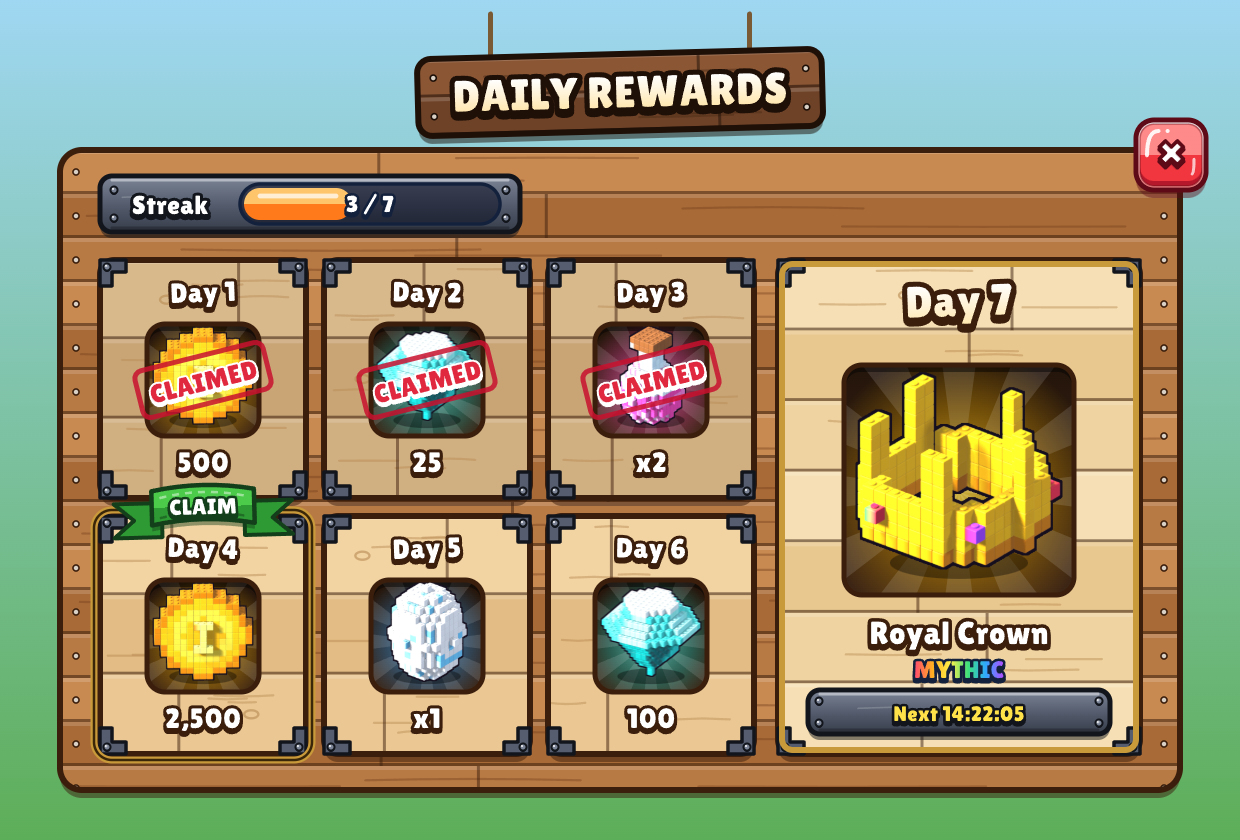 DAILY REWARDS
Streak
3 / 7
Day 1
CLAIMED
500
Day 2
CLAIMED
25
Day 3
CLAIMED
x2
CLAIM
Day 4
I
2,500
Day 5
x1
Day 6
100
Day 7
Royal Crown
MYTHIC
Next 14:22:05